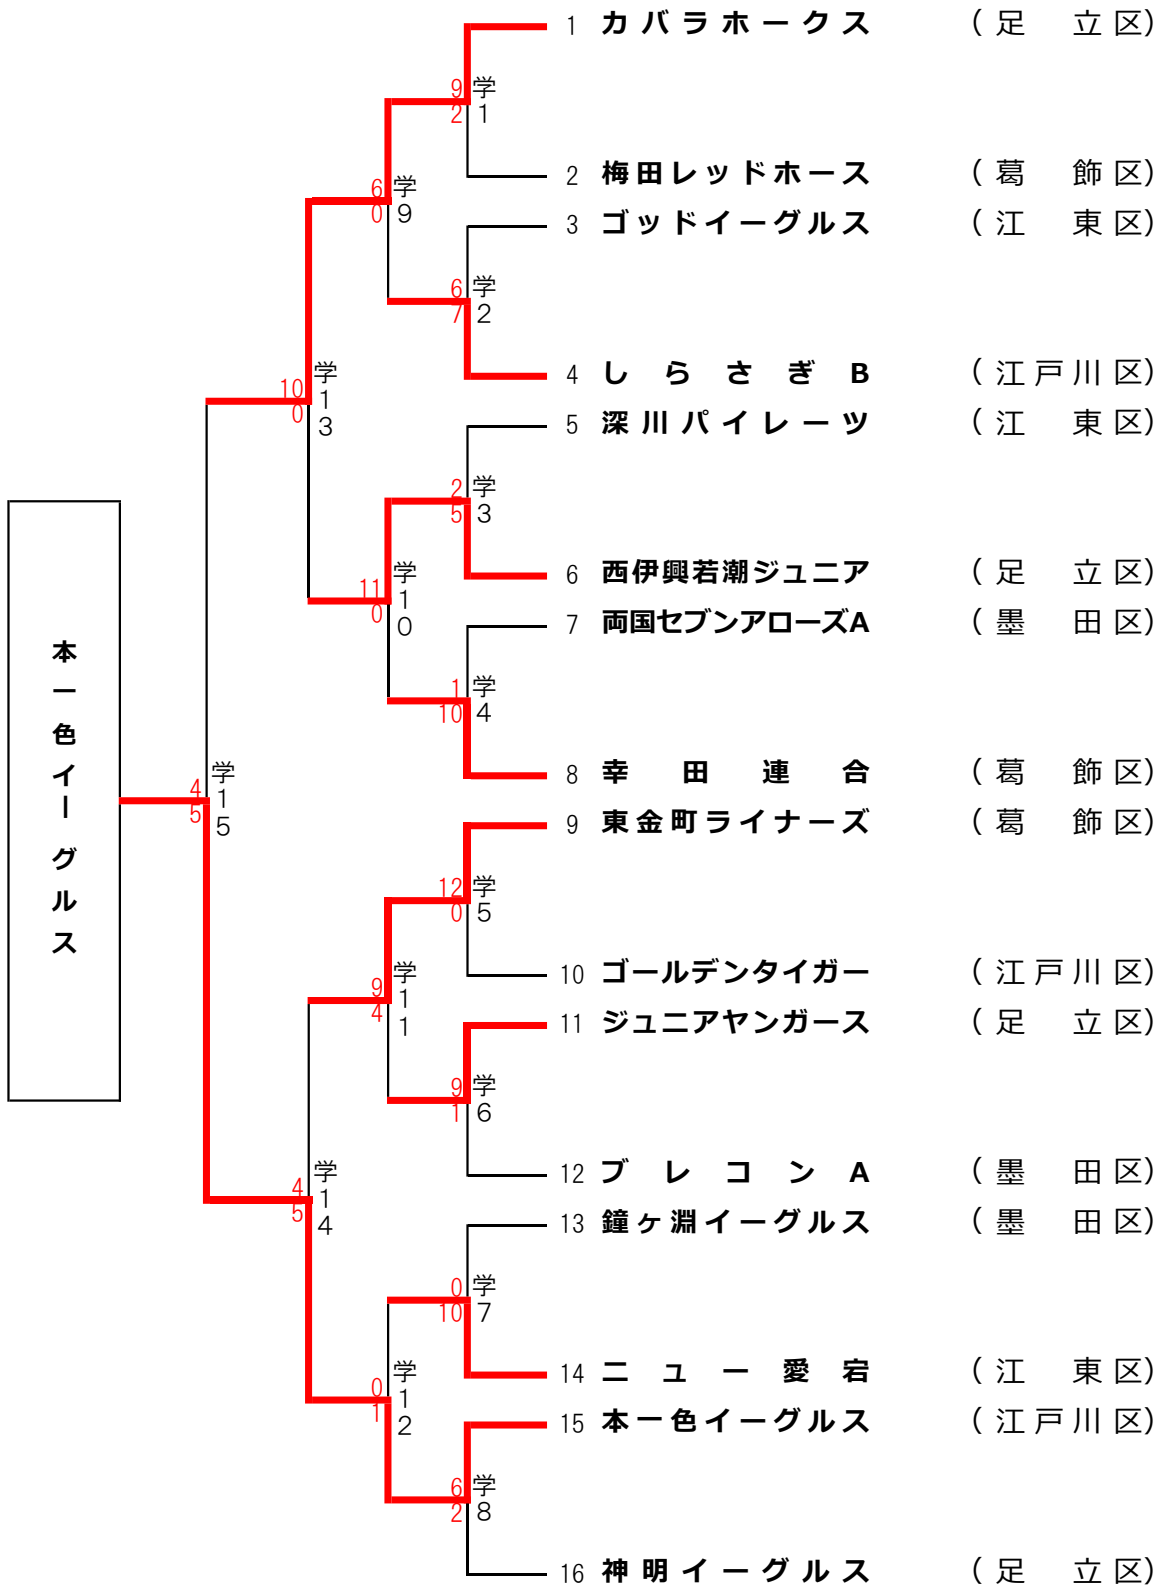 1 カバラホークス (足立区)
9 学1
2
2 梅田レッドホース (葛飾区)
6 学9
0
3 ゴッドイーグルス (江東区)
6 学2
7
4 しらさぎB (江戸川区)
10 学13
0
5 深川パイレーツ (江東区)
2 学3
5
6 西伊興若潮ジュニア (足立区)
11 学10
0
7 両国セブンアローズA (墨田区)
1 学4
10
8 幸田連合 (葛飾区)
本一色イーグルス
4 学15
5
9 東金町ライナーズ (葛飾区)
12 学5
0
10 ゴールデンタイガー (江戸川区)
9 学11
4
11 ジュニアヤンガース (足立区)
9 学6
1
12 ブレコンA (墨田区)
4 学14
5
13 鐘ヶ淵イーグルス (墨田区)
0 学7
10
14 ニュー愛宕 (江東区)
0 学12
1
15 本一色イーグルス (江戸川区)
6 学8
2
16 神明イーグルス (足立区)